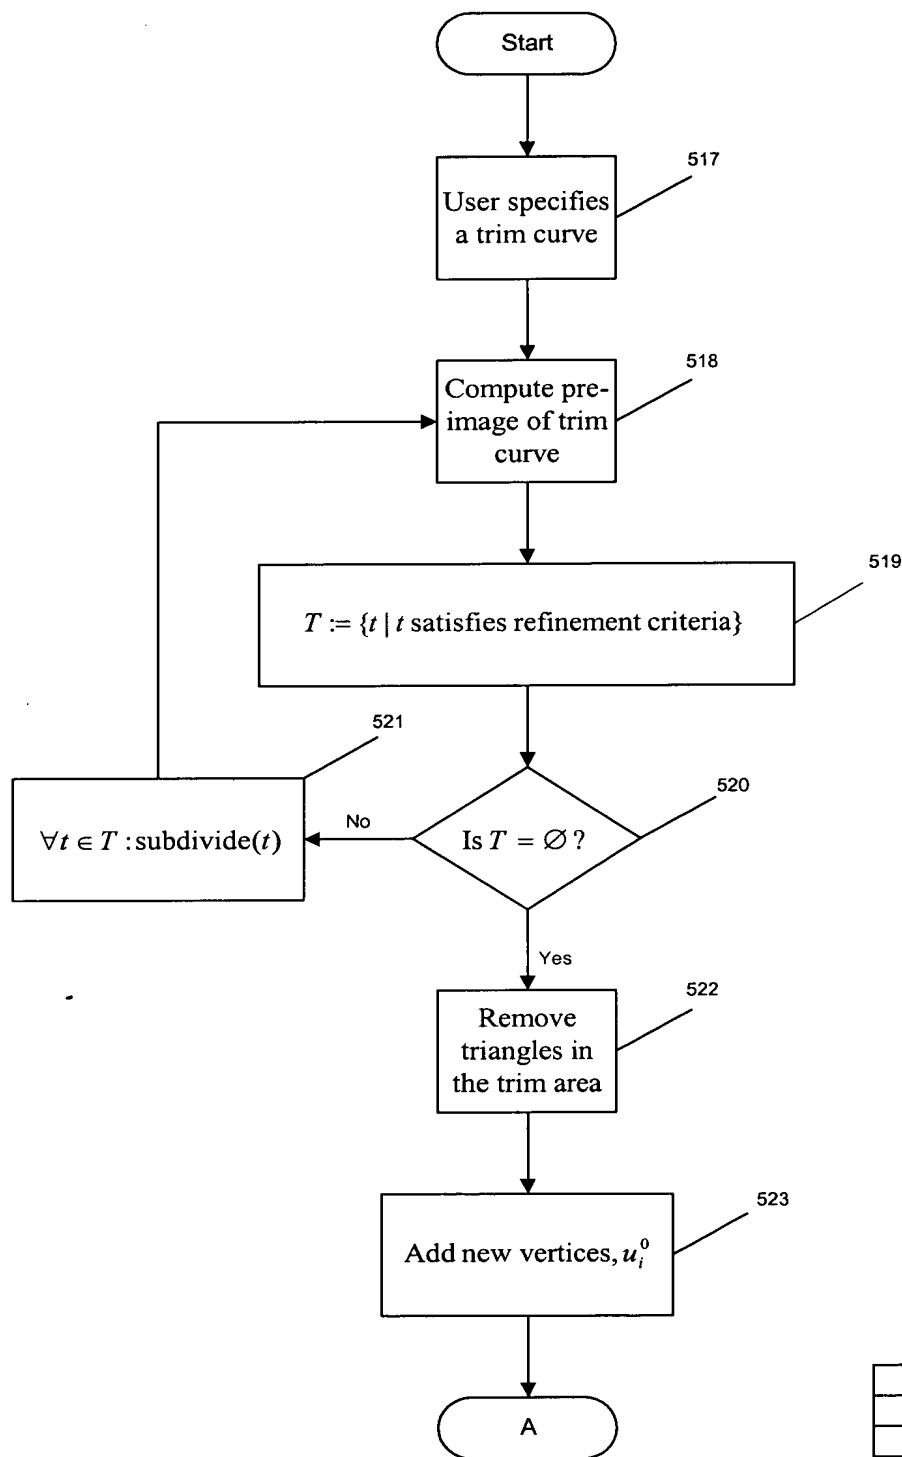 Start
517
User specifies
a trim curve
518
Compute pre-
image of trim
curve
519
T := {t | t satisfies refinement criteria}
521
∀t ∈ T : subdivide(t)
No
520
Is T = ∅ ?
Yes
522
Remove
triangles in
the trim area
523
Add new vertices, u_i^0
A